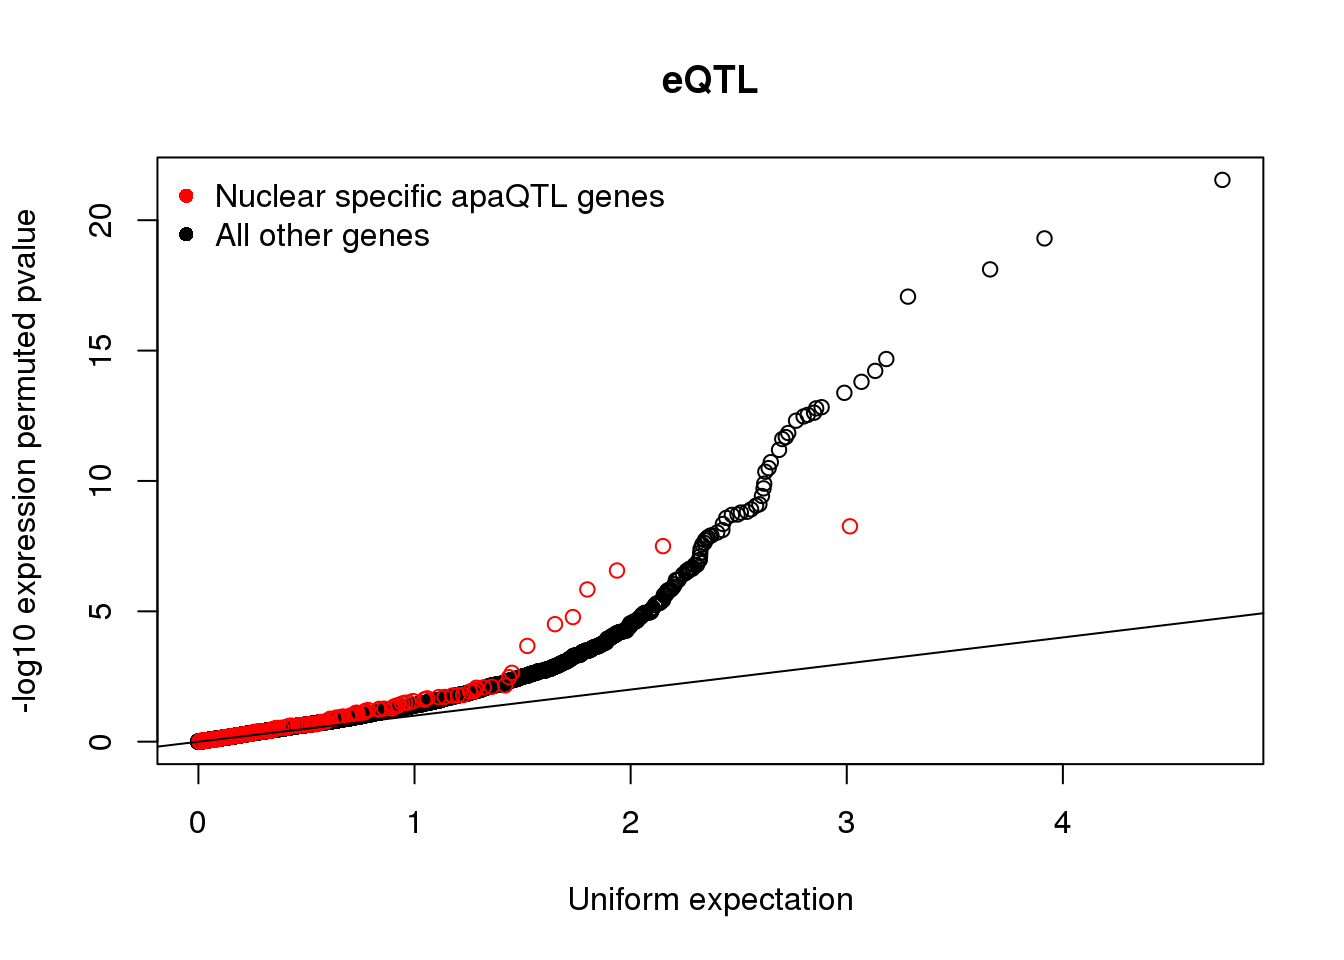 eQTL
Nuclear specific apaQTL genes
All other genes
-log10 expression permuted pvalue
20
15
10
5
0
0 1 2 3 4
Uniform expectation